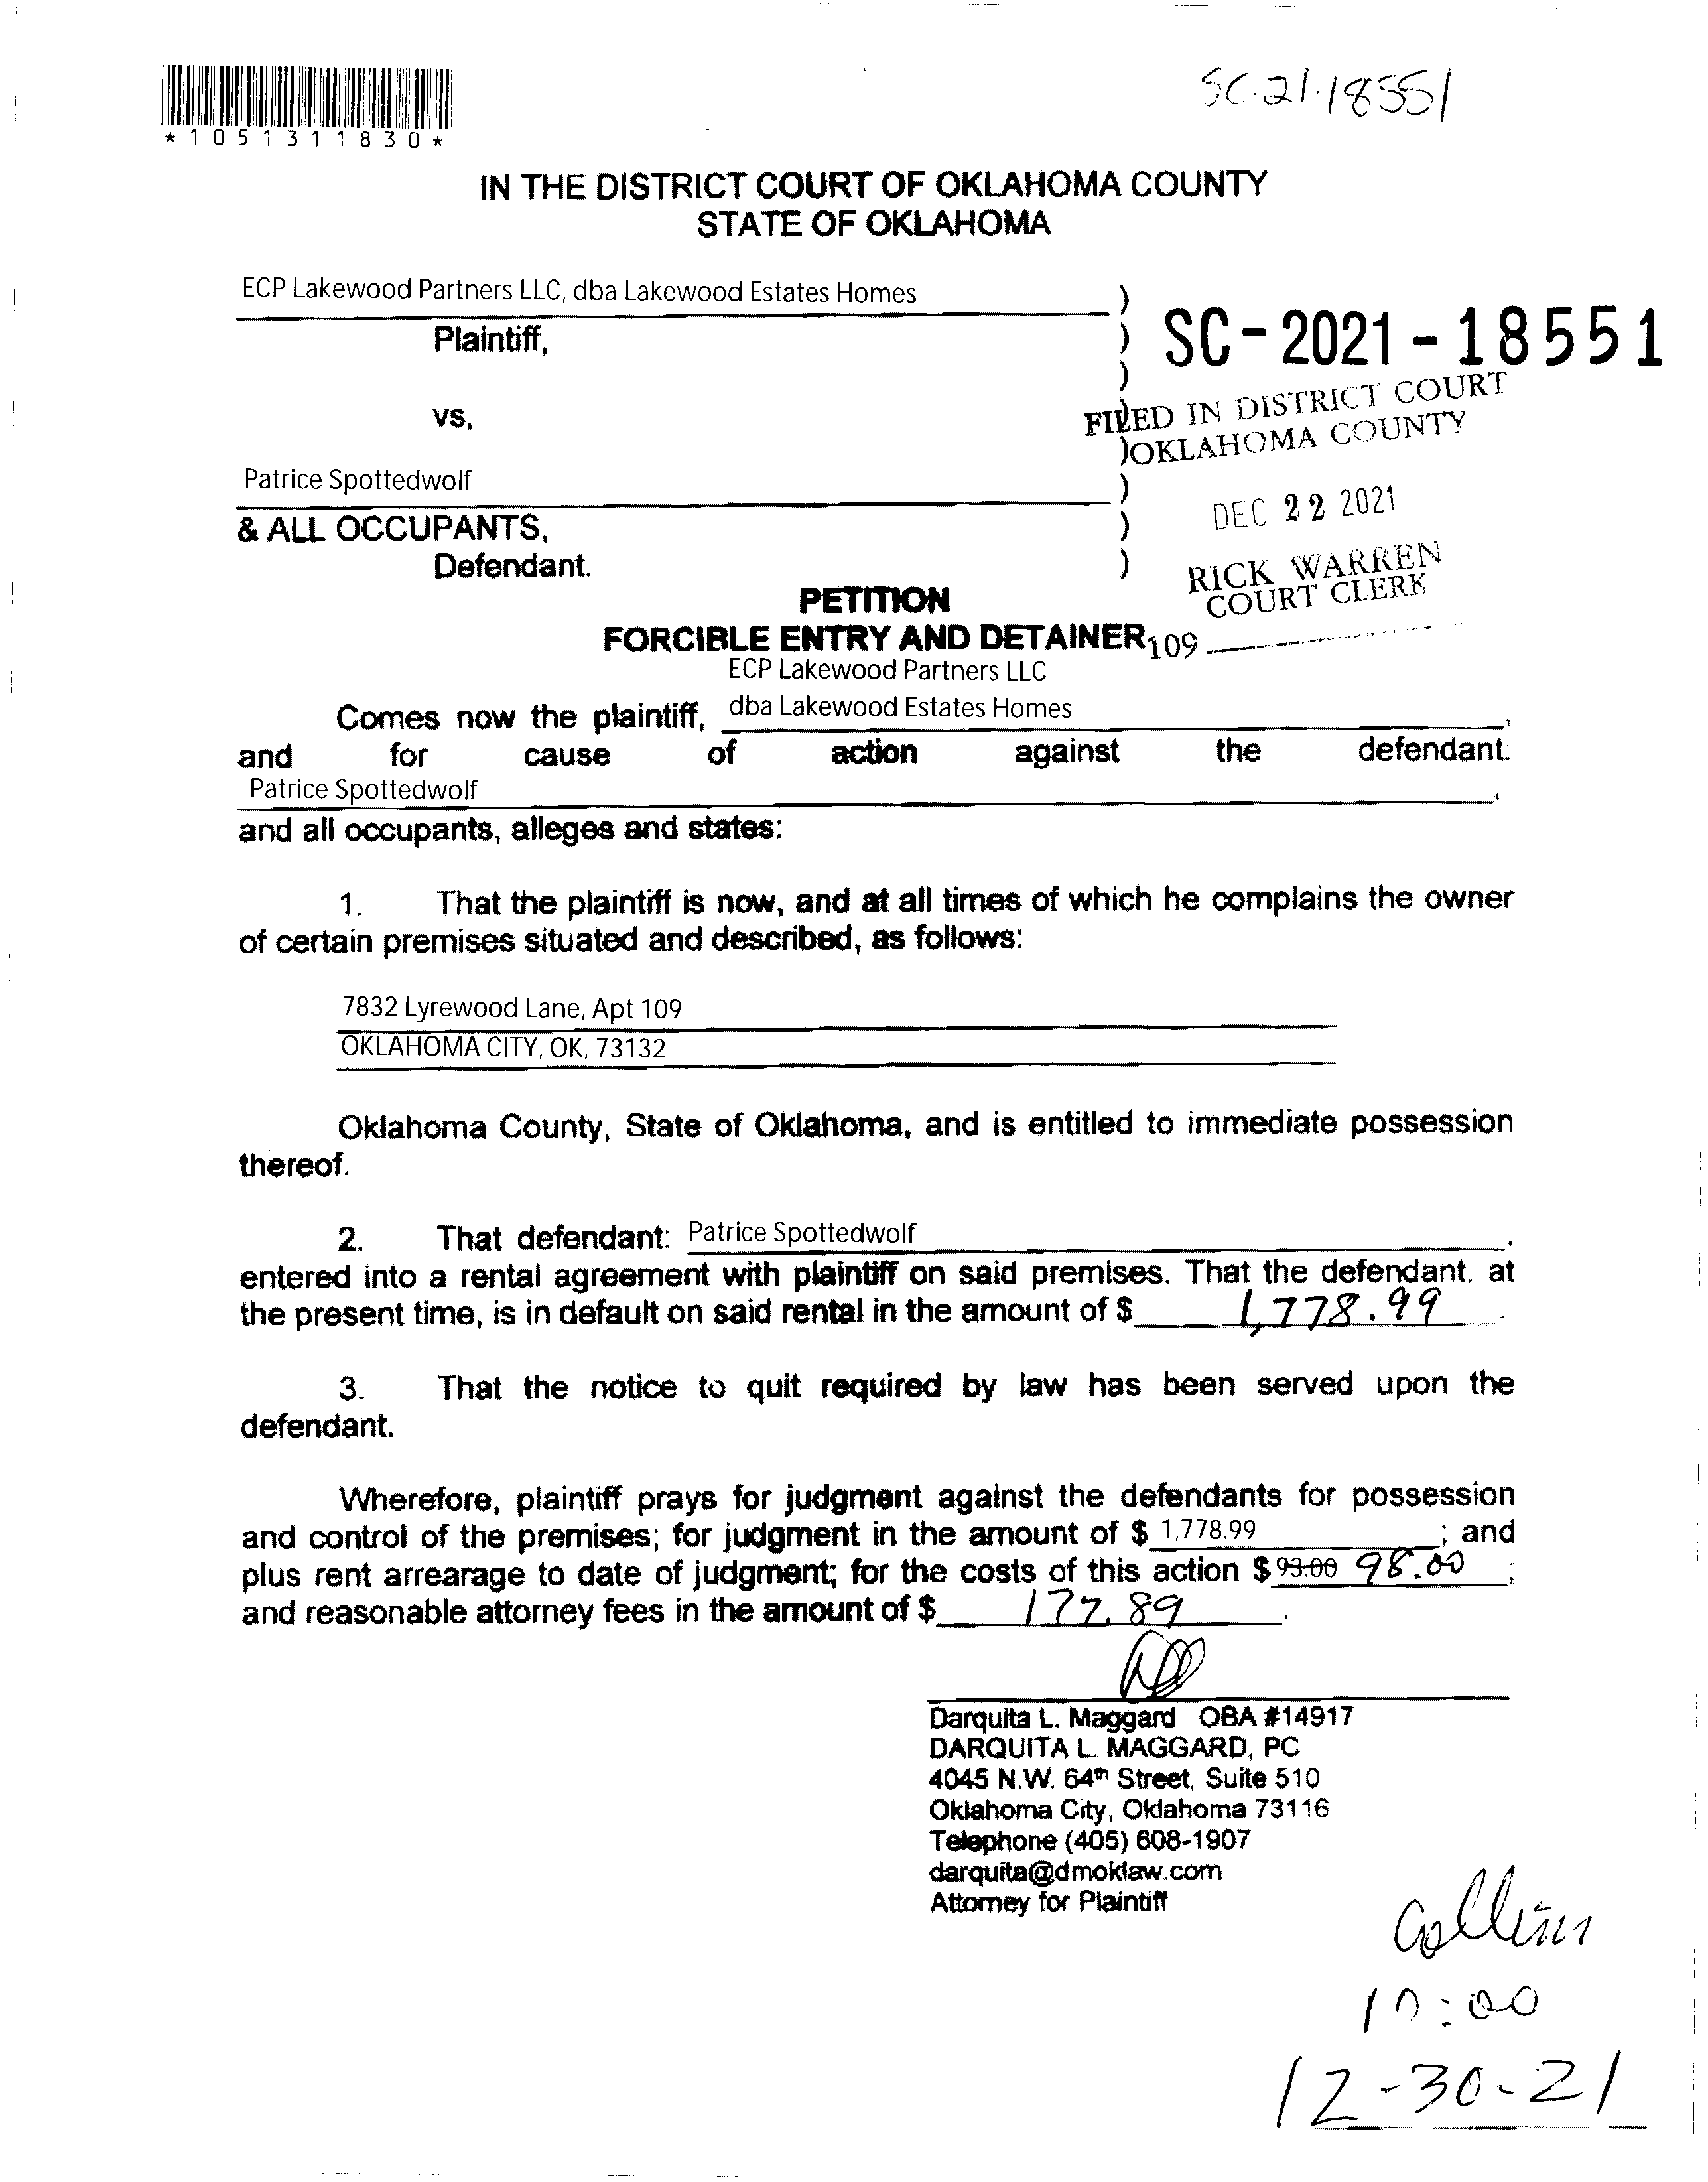 SC-21-18551
*1051311830*
IN THE DISTRICT COURT OF OKLAHOMA COUNTY
STATE OF OKLAHOMA
ECP Lakewood Partners LLC, dba Lakewood Estates Homes )
Plaintiff, ) SC-2021-18551
)
vs. FILED IN DISTRICT COURT
)OKLAHOMA COUNTY
Patrice Spottedwolf )
& ALL OCCUPANTS, ) DEC 22 2021
Defendant. )
RICK WARREN
COURT CLERK
PETITION
FORCIBLE ENTRY AND DETAINER
109
ECP Lakewood Partners LLC
Comes now the plaintiff, dba Lakewood Estates Homes,
and for cause of action against the defendant:
Patrice Spottedwolf,
and all occupants, alleges and states:
1. That the plaintiff is now, and at all times of which he complains the owner
of certain premises situated and described, as follows:
7832 Lyrewood Lane, Apt 109
OKLAHOMA CITY, OK, 73132
Oklahoma County, State of Oklahoma, and is entitled to immediate possession
thereof.
2. That defendant: Patrice Spottedwolf,
entered into a rental agreement with plaintiff on said premises. That the defendant. at
the present time, is in default on said rental in the amount of $ 1,778.99.
3. That the notice to quit required by law has been served upon the
defendant.
Wherefore, plaintiff prays for judgment against the defendants for possession
and control of the premises; for judgment in the amount of $ 1,778.99; and
plus rent arrearage to date of judgment; for the costs of this action $ 93.00 98.00;
and reasonable attorney fees in the amount of $ 177.89.
Darquita L. Maggard OBA #14917
DARQUITA L. MAGGARD, PC
4045 N.W. 64th Street, Suite 510
Oklahoma City, Oklahoma 73116
Telephone (405) 608-1907
darquita@dmoklaw.com
Attorney for Plaintiff
Collins
10:00
12-30-21